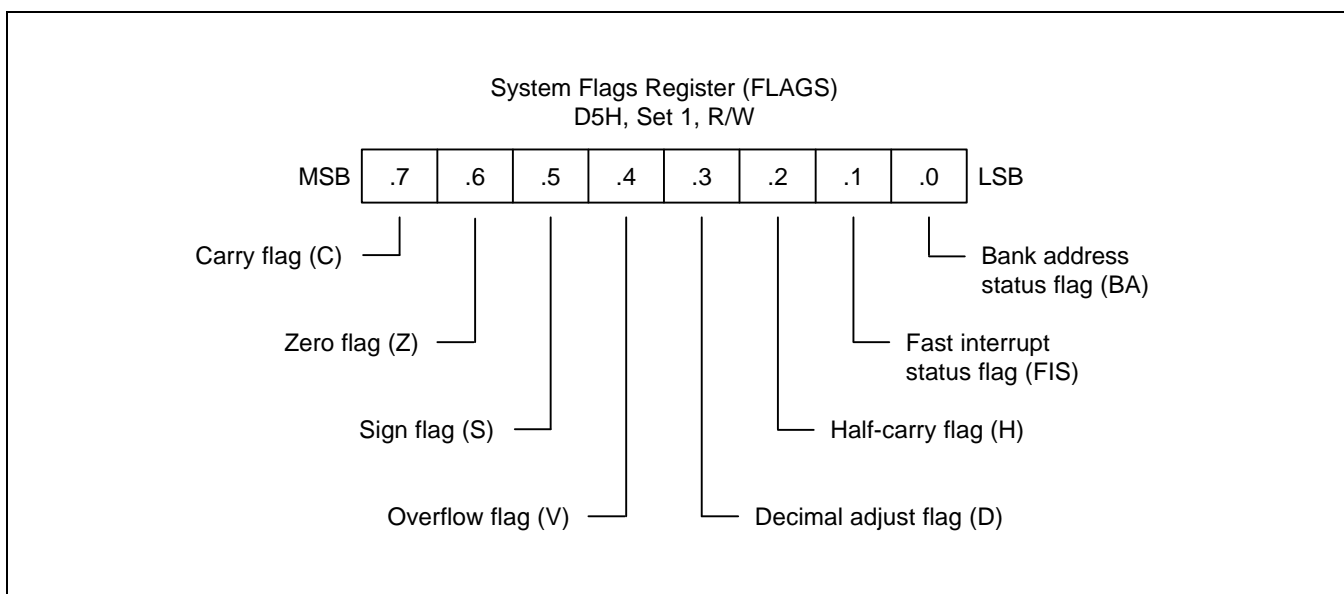 System Flags Register (FLAGS)
D5H, Set 1, R/W
MSB .7 .6 .5 .4 .3 .2 .1 .0 LSB
Carry flag (C)
Bank address
status flag (BA)
Zero flag (Z)
Fast interrupt
status flag (FIS)
Sign flag (S)
Half-carry flag (H)
Overflow flag (V)
Decimal adjust flag (D)